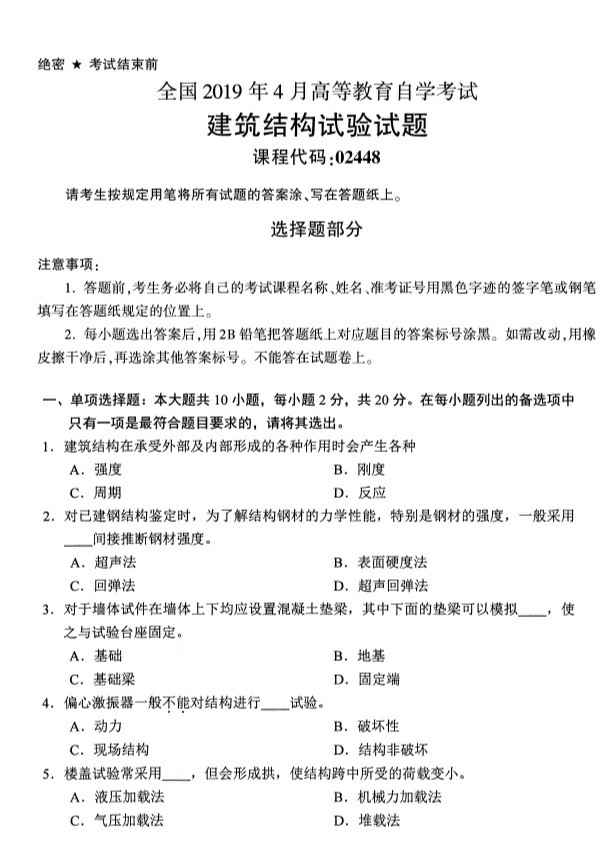 绝密 ★ 考试结束前
全国 2019 年 4 月高等教育自学考试
建筑结构试验试题
课程代码:02448
请考生按规定用笔将所有试题的答案涂、写在答题纸上。
选择题部分
注意事项:
1. 答题前,考生务必将自己的考试课程名称、姓名、准考证号用黑色字迹的签字笔或钢笔
填写在答题纸规定的位置上。
2. 每小题选出答案后,用 2B 铅笔把答题纸上对应题目的答案标号涂黑。如需改动,用橡
皮擦干净后,再选涂其他答案标号。不能答在试题卷上。
一、单项选择题：本大题共 10 小题，每小题 2 分，共 20 分。在每小题列出的备选项中
只有一项是最符合题目要求的，请将其选出。
1．建筑结构在承受外部及内部形成的各种作用时会产生各种
A．强度 B．刚度
C．周期 D．反应
2．对已建钢结构鉴定时，为了解结构钢材的力学性能，特别是钢材的强度，一般采用
____间接推断钢材强度。
A．超声法 B．表面硬度法
C．回弹法 D．超声回弹法
3．对于墙体试件在墙体上下均应设置混凝土垫梁，其中下面的垫梁可以模拟____，使
之与试验台座固定。
A．基础 B．地基
C．基础梁 D．固定端
4．偏心激振器一般不能对结构进行____试验。
A．动力 B．破坏性
C．现场结构 D．结构非破坏
5．楼盖试验常采用____，但会形成拱，使结构跨中所受的荷载变小。
A．液压加载法 B．机械力加载法
C．气压加载法 D．堆载法